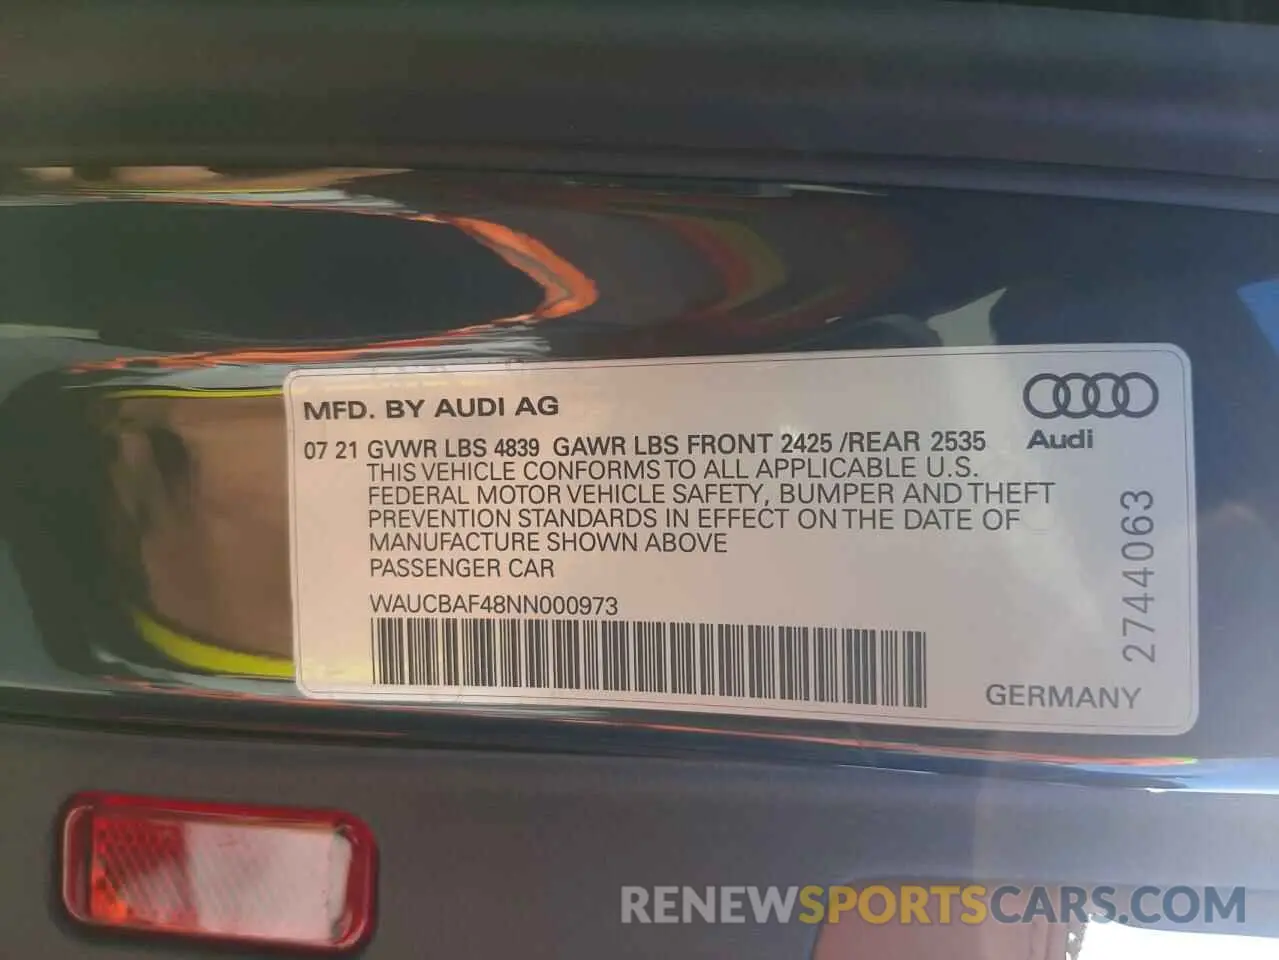 MFD. BY AUDI AG
Audi
07 21 GVWR LBS 4839 GAWR LBS FRONT 2425 /REAR 2535
THIS VEHICLE CONFORMS TO ALL APPLICABLE U.S.
FEDERAL MOTOR VEHICLE SAFETY, BUMPER AND THEFT
PREVENTION STANDARDS IN EFFECT ON THE DATE OF
MANUFACTURE SHOWN ABOVE
PASSENGER CAR
WAUCBAF48NN000973
2744063
GERMANY
RENEWSPORTSCARS.COM